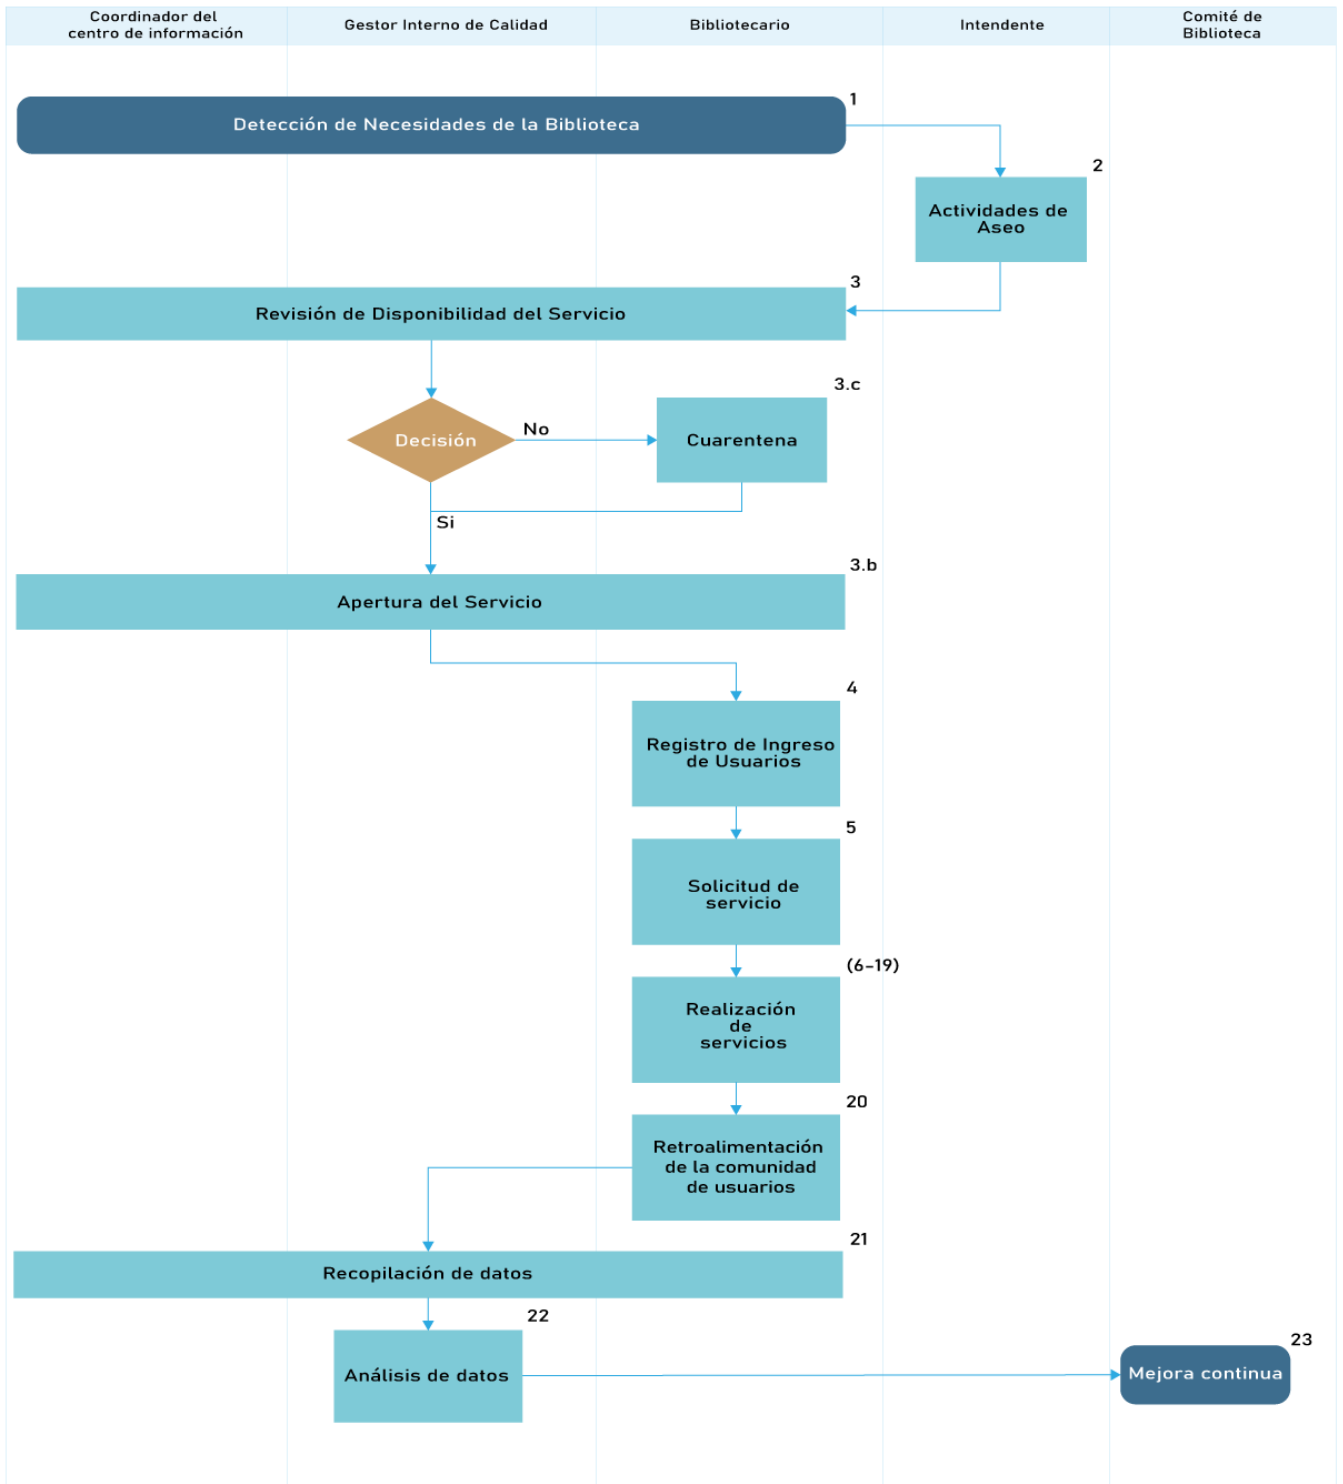 Coordinador del
centro de información
Gestor Interno de Calidad
Bibliotecario
Intendente
Comité de
Biblioteca
1
Detección de Necesidades de la Biblioteca
2
Actividades de
Aseo
3
Revisión de Disponibilidad del Servicio
3.c
Decisión
No
Cuarentena
Si
3.b
Apertura del Servicio
4
Registro de Ingreso
de Usuarios
5
Solicitud de
servicio
(6-19)
Realización
de
servicios
20
Retroalimentación
de la comunidad
de usuarios
21
Recopilación de datos
22
Análisis de datos
23
Mejora continua